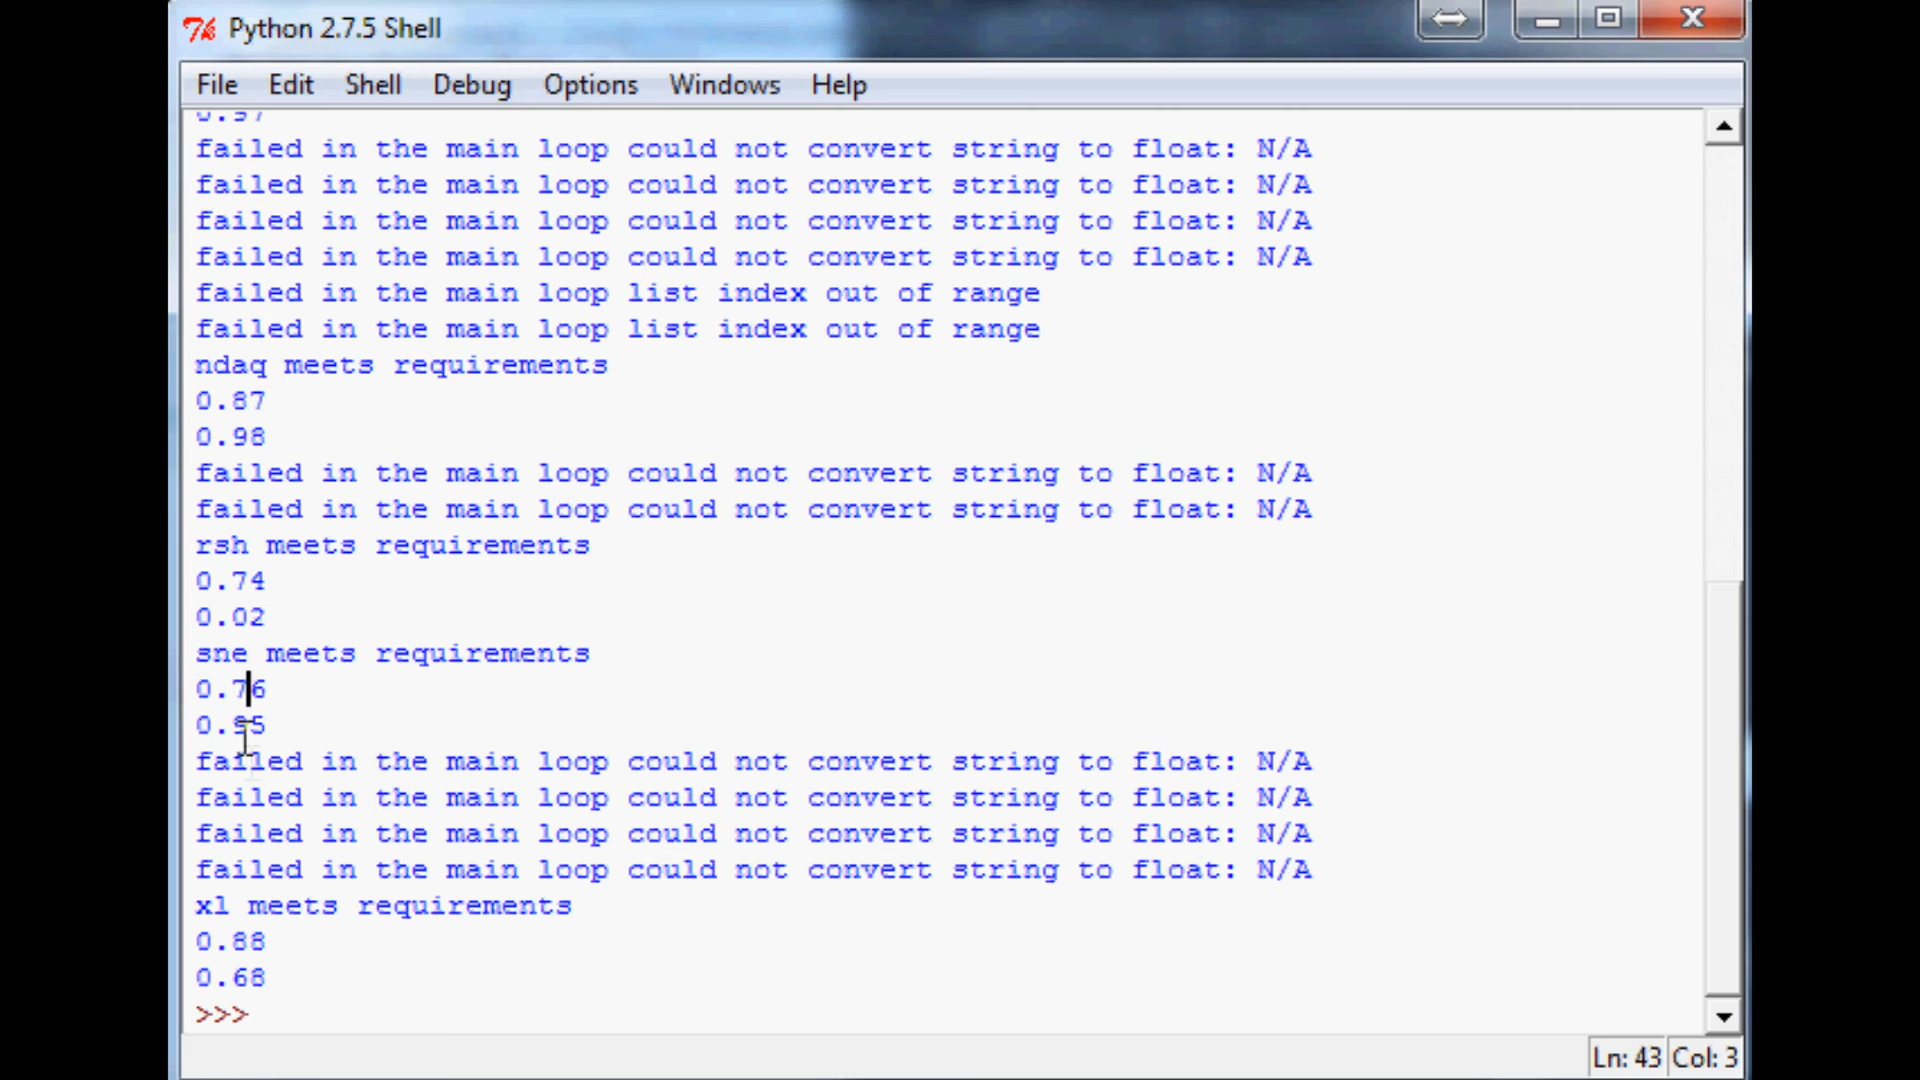 Python 2.7.5 Shell
File Edit Shell Debug Options Windows Help
0.97
failed in the main loop could not convert string to float: N/A
failed in the main loop could not convert string to float: N/A
failed in the main loop could not convert string to float: N/A
failed in the main loop could not convert string to float: N/A
failed in the main loop list index out of range
failed in the main loop list index out of range
ndaq meets requirements
0.87
0.98
failed in the main loop could not convert string to float: N/A
failed in the main loop could not convert string to float: N/A
rsh meets requirements
0.74
0.02
sne meets requirements
0.76
0.95
failed in the main loop could not convert string to float: N/A
failed in the main loop could not convert string to float: N/A
failed in the main loop could not convert string to float: N/A
failed in the main loop could not convert string to float: N/A
xl meets requirements
0.88
0.68
>>>
Ln: 43 Col: 3